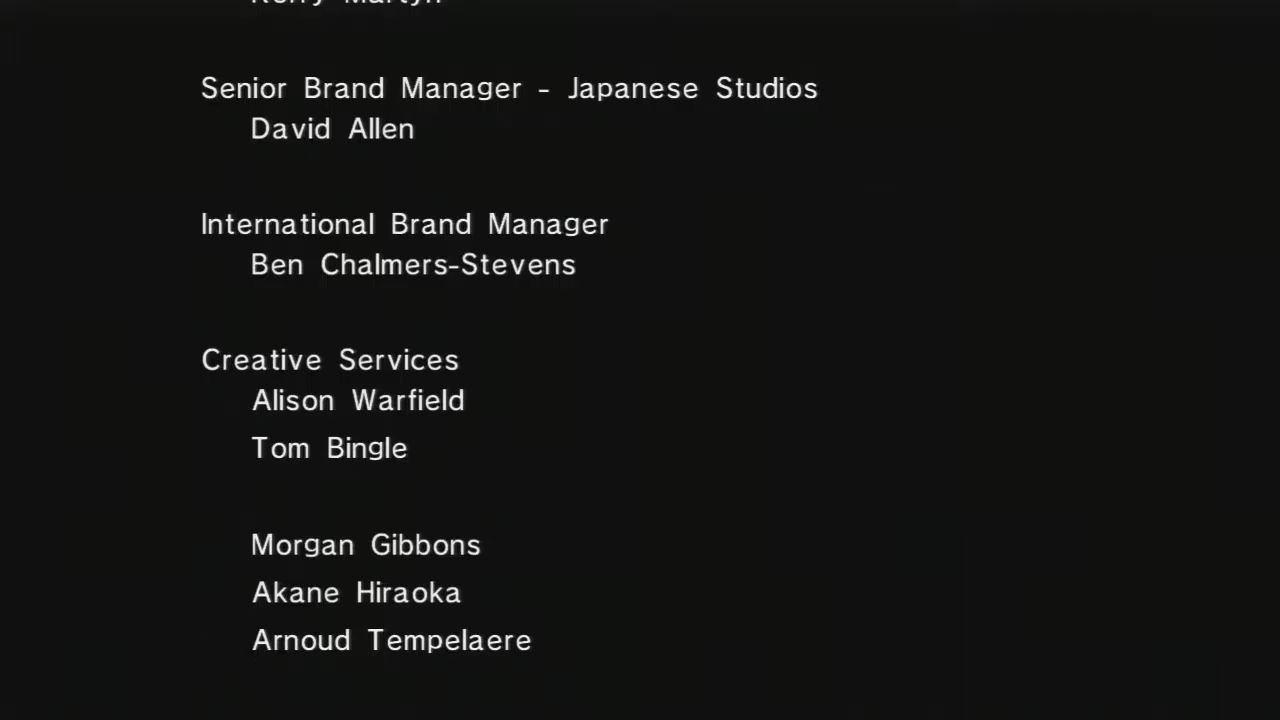 Martyn
Senior Brand Manager - Japanese Studios
David Allen
International Brand Manager
Ben Chalmers-Stevens
Creative Services
Alison Warfield
Tom Bingle
Morgan Gibbons
Akane Hiraoka
Arnoud Tempelaere